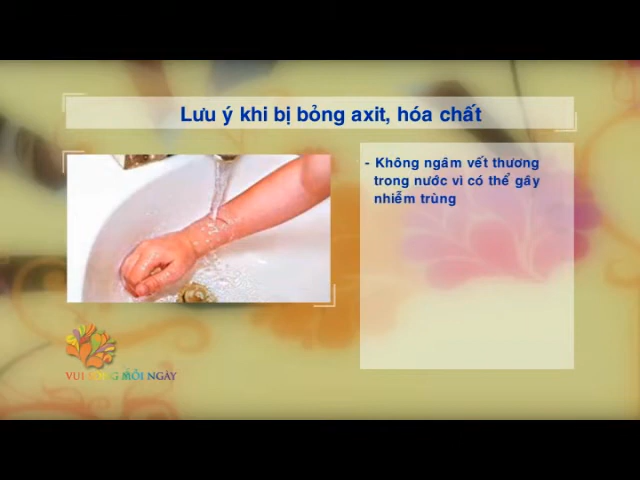 Lưu ý khi bị bỏng axit, hóa chất
- Không ngâm vết thương
trong nước vì có thể gây
nhiễm trùng
VUI SỐNG MỖI NGÀY